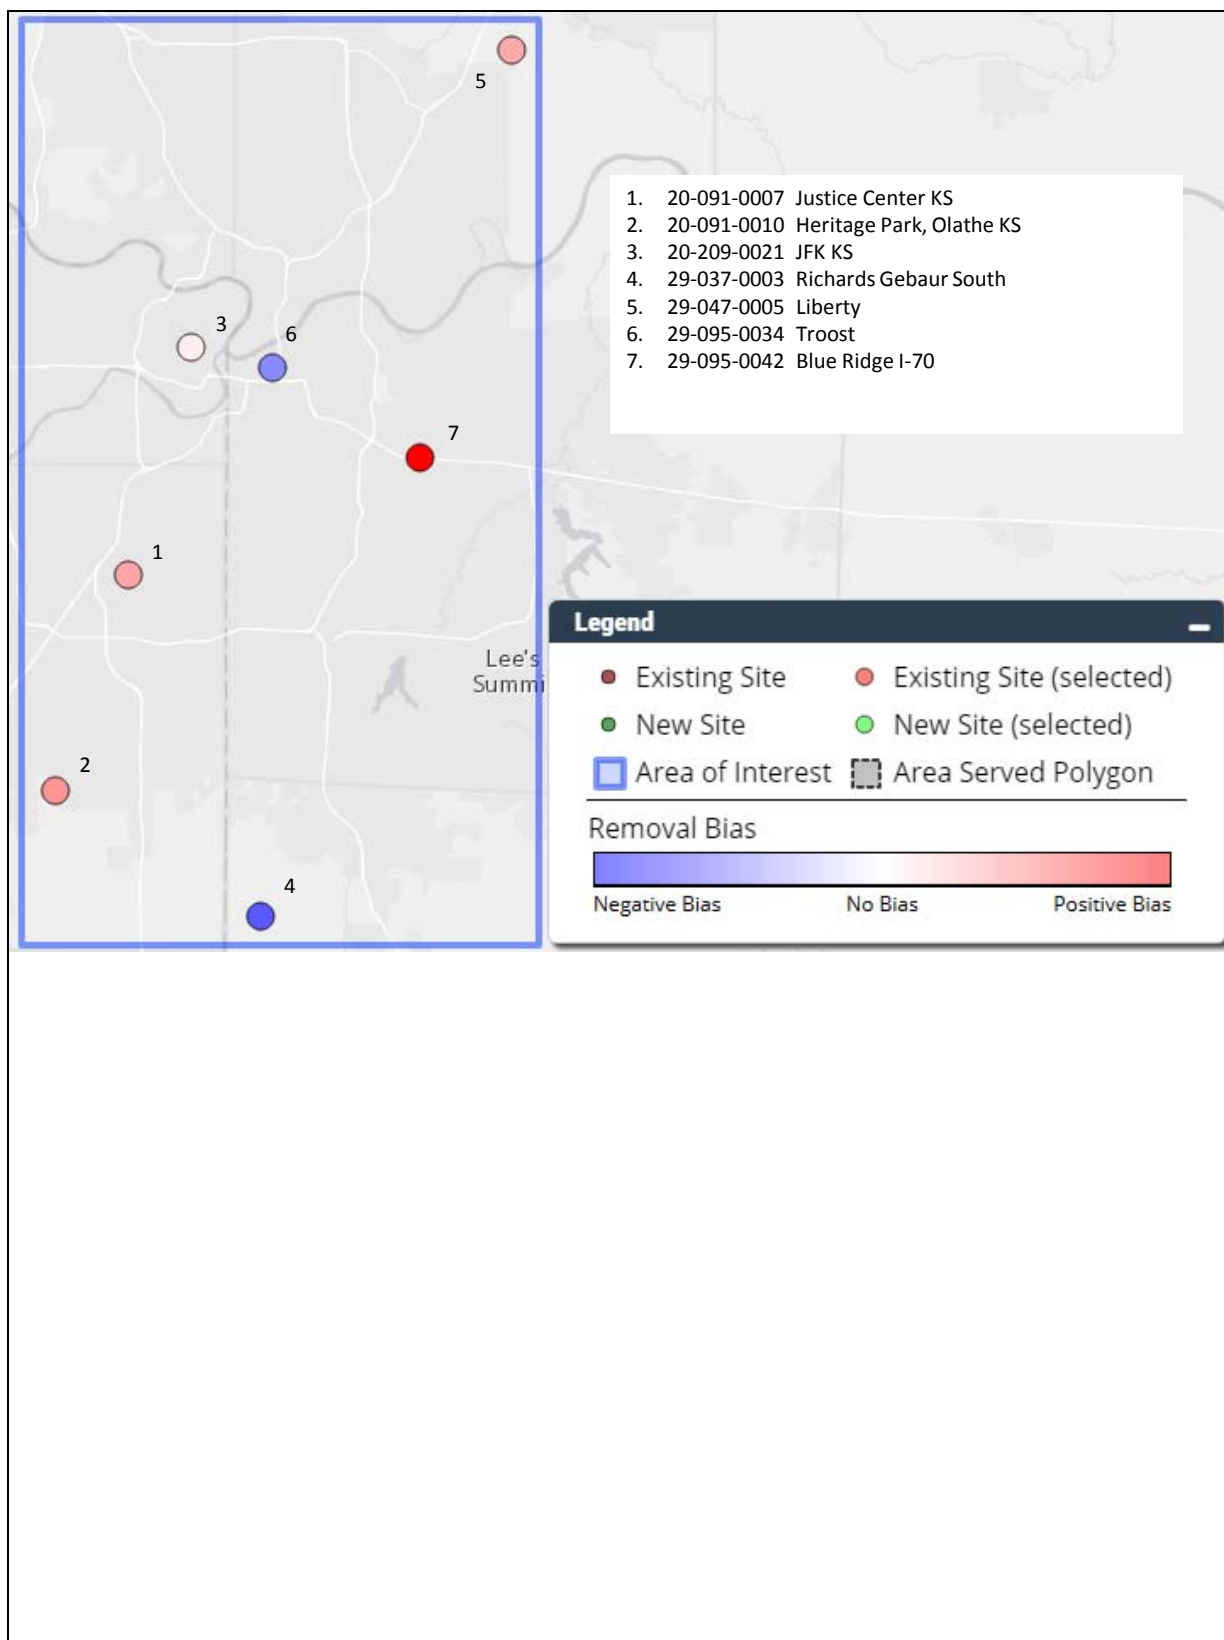 5
1. 20-091-0007 Justice Center KS
2. 20-091-0010 Heritage Park, Olathe KS
3. 20-209-0021 JFK KS
4. 29-037-0003 Richards Gebaur South
5. 29-047-0005 Liberty
6. 29-095-0034 Troost
7. 29-095-0042 Blue Ridge I-70
3
6
7
1
Lee's
Summi
2
4
Legend
Existing Site Existing Site (selected)
New Site New Site (selected)
Area of Interest Area Served Polygon
Removal Bias
Negative Bias No Bias Positive Bias